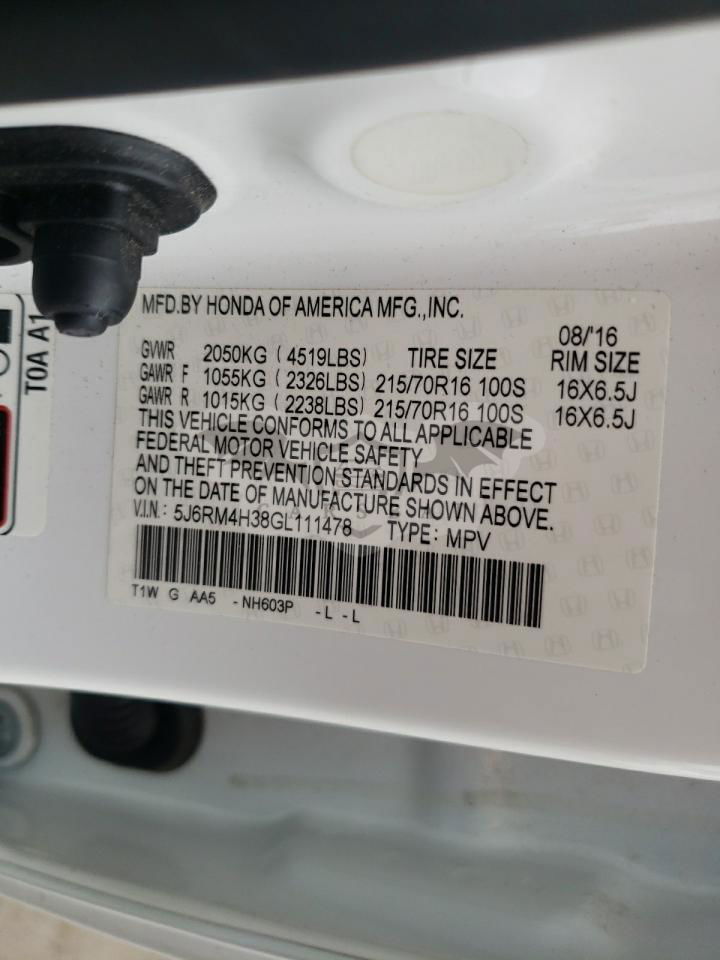 MFD.BY HONDA OF AMERICA MFG.,INC.
08/'16
GVWR 2050KG ( 4519LBS) TIRE SIZE RIM SIZE
GAWR F 1055KG ( 2326LBS) 215/70R16 100S 16X6.5J
GAWR R 1015KG ( 2238LBS) 215/70R16 100S 16X6.5J
THIS VEHICLE CONFORMS TO ALL APPLICABLE
FEDERAL MOTOR VEHICLE SAFETY
AND THEFT PREVENTION STANDARDS IN EFFECT
ON THE DATE OF MANUFACTURE SHOWN ABOVE.
V.I.N.: 5J6RM4H38GL111478 TYPE: MPV
T1W G AA5 -NH603P -L -L
T0A A1
CARS